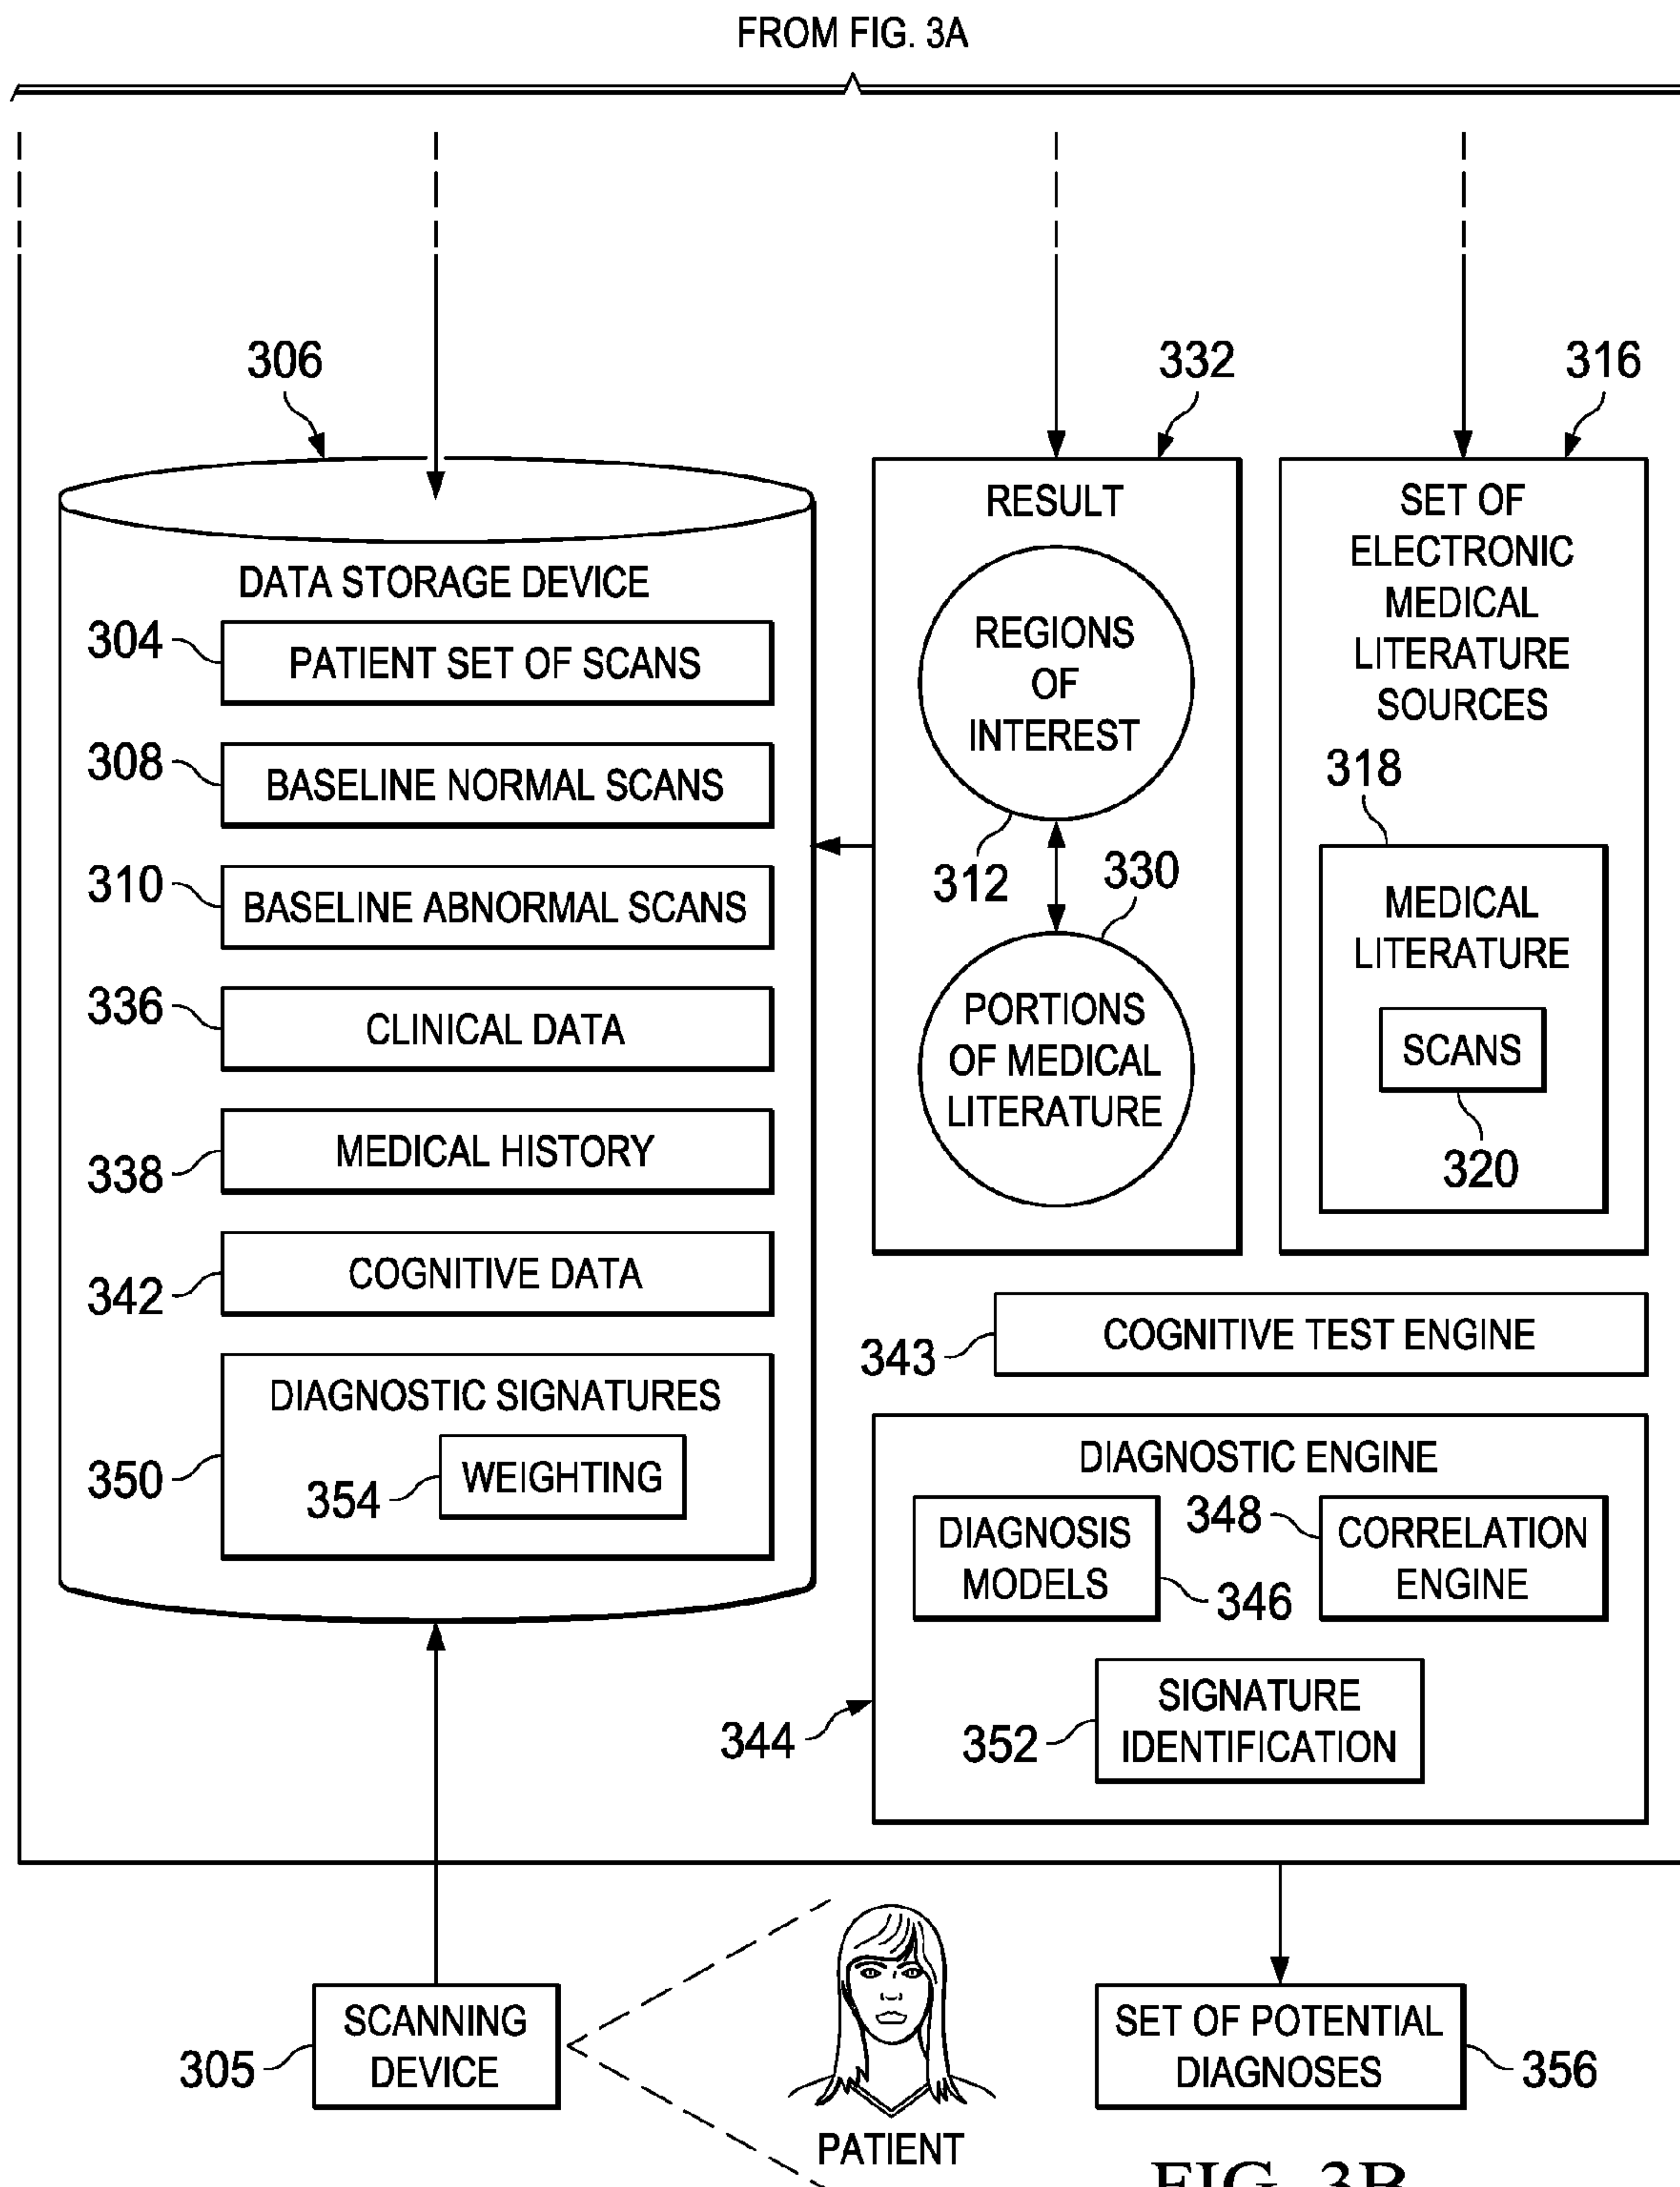 FROM FIG. 3A
306
DATA STORAGE DEVICE
304
PATIENT SET OF SCANS
308
BASELINE NORMAL SCANS
310
BASELINE ABNORMAL SCANS
336
CLINICAL DATA
338
MEDICAL HISTORY
342
COGNITIVE DATA
350
DIAGNOSTIC SIGNATURES
354
WEIGHTING
332
RESULT
REGIONS
OF
INTEREST
312
330
PORTIONS
OF MEDICAL
LITERATURE
316
SET OF
ELECTRONIC
MEDICAL
LITERATURE
SOURCES
318
MEDICAL
LITERATURE
SCANS
320
343
COGNITIVE TEST ENGINE
344
DIAGNOSTIC ENGINE
DIAGNOSIS
MODELS
346
348
CORRELATION
ENGINE
352
SIGNATURE
IDENTIFICATION
305
SCANNING
DEVICE
PATIENT
SET OF POTENTIAL
DIAGNOSES
356
FIG. 3B